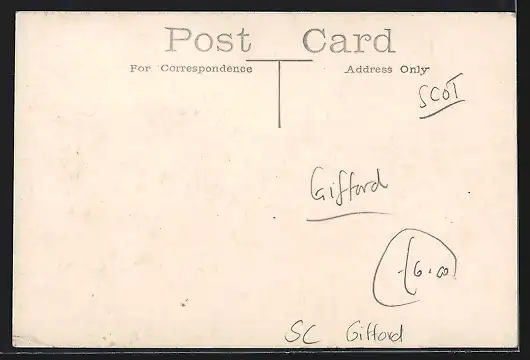 Post Card
For Correspondence Address Only
SCOT
Gifford
£6.00
SC Gifford